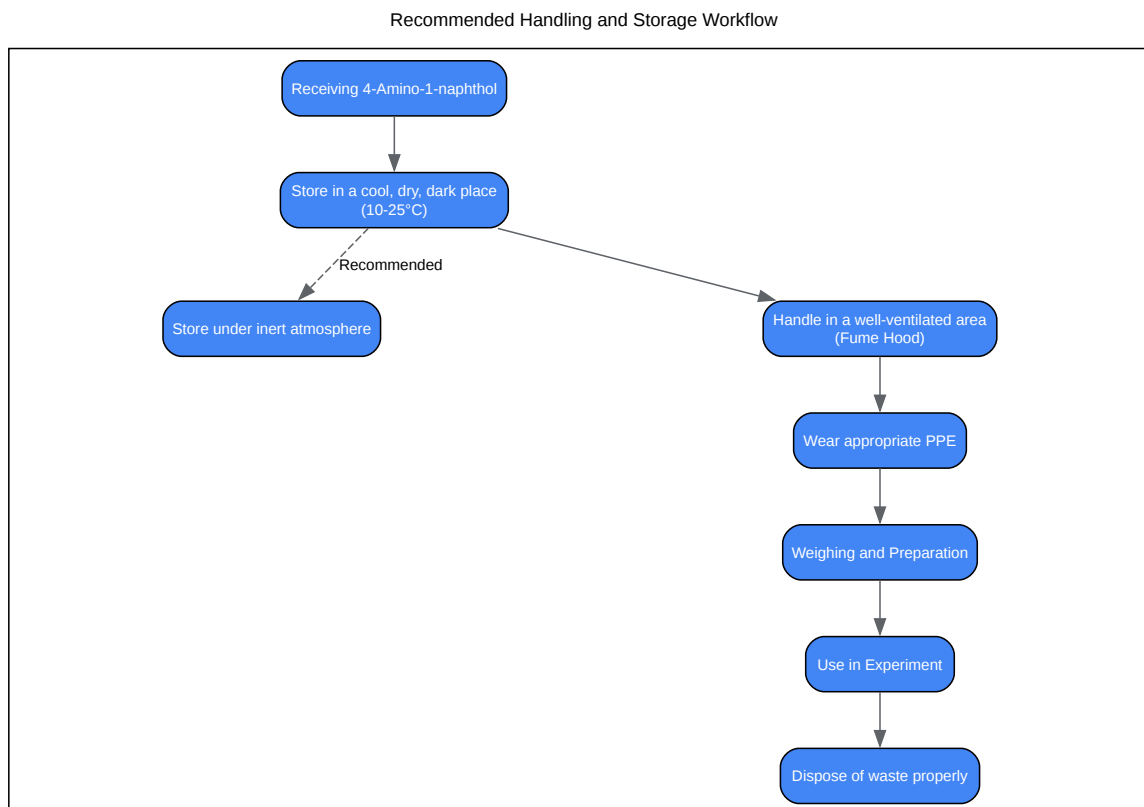 Recommended Handling and Storage Workflow
Receiving 4-Amino-1-naphthol
Store in a cool, dry, dark place
(10-25°C)
Recommended
Store under inert atmosphere
Handle in a well-ventilated area
(Fume Hood)
Wear appropriate PPE
Weighing and Preparation
Use in Experiment
Dispose of waste properly